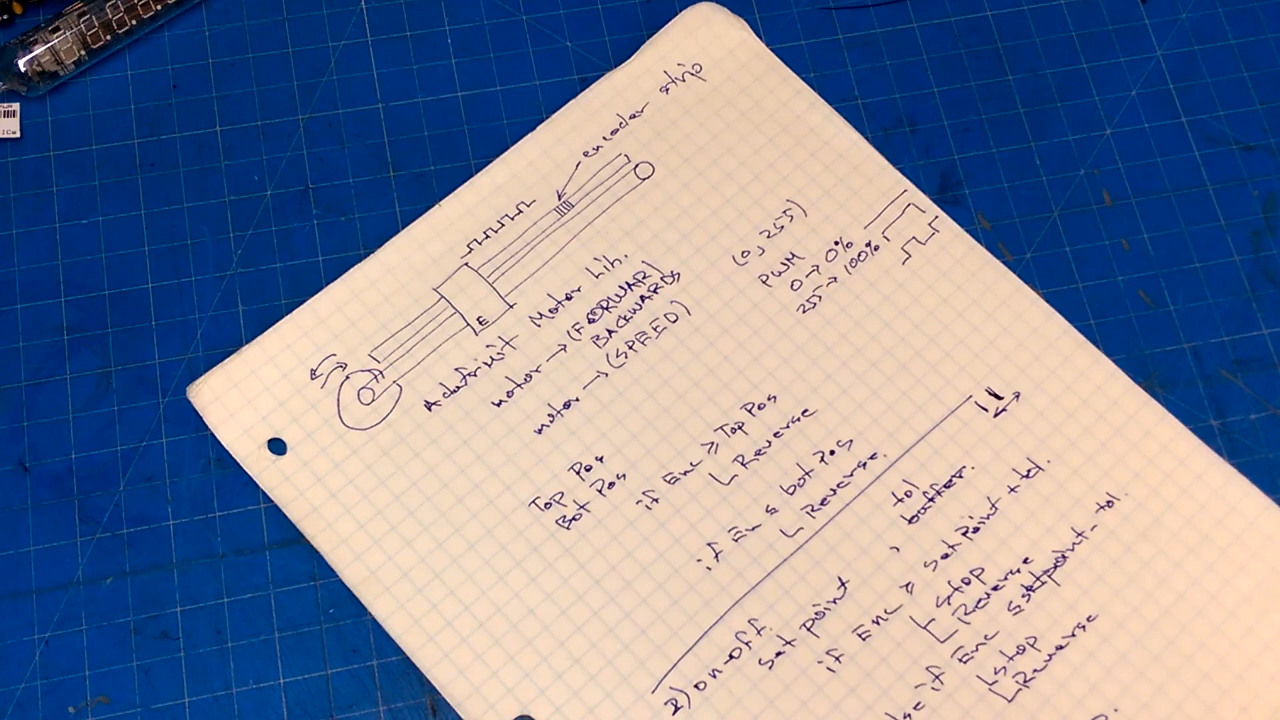 encoder strip
E
Adafruit Motor Lib.
motor → (FORWAR)
BACKWARDS
motor → (SPEED)
(0, 255)
PWM
0 → 0%
255 → 100%
Top Pos
Bot Pos
if Enc ≥ Top Pos
Reverse
if Enc ≤ bot Pos
Reverse.
2) on-off.
set point , tol
buffer.
if Enc ≥ set point + tol.
stop
Reverse
if Enc ≤ setpoint - tol.
stop
Reverse